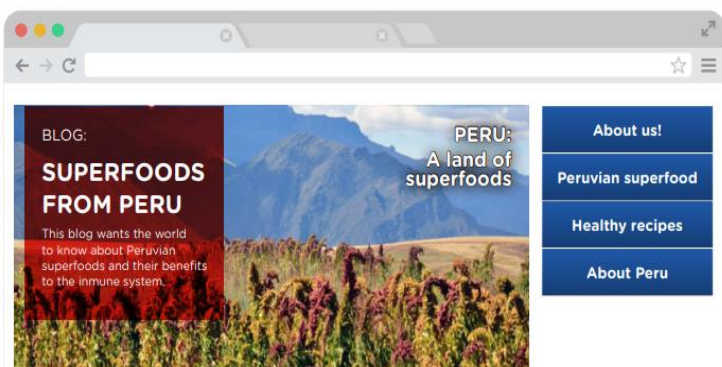 BLOG:
SUPERFOODS
FROM PERU
This blog wants the world
to know about Peruvian
superfoods and their benefits
to the inmune system.
PERU:
A land of
superfoods
About us!
Peruvian superfood
Healthy recipes
About Peru